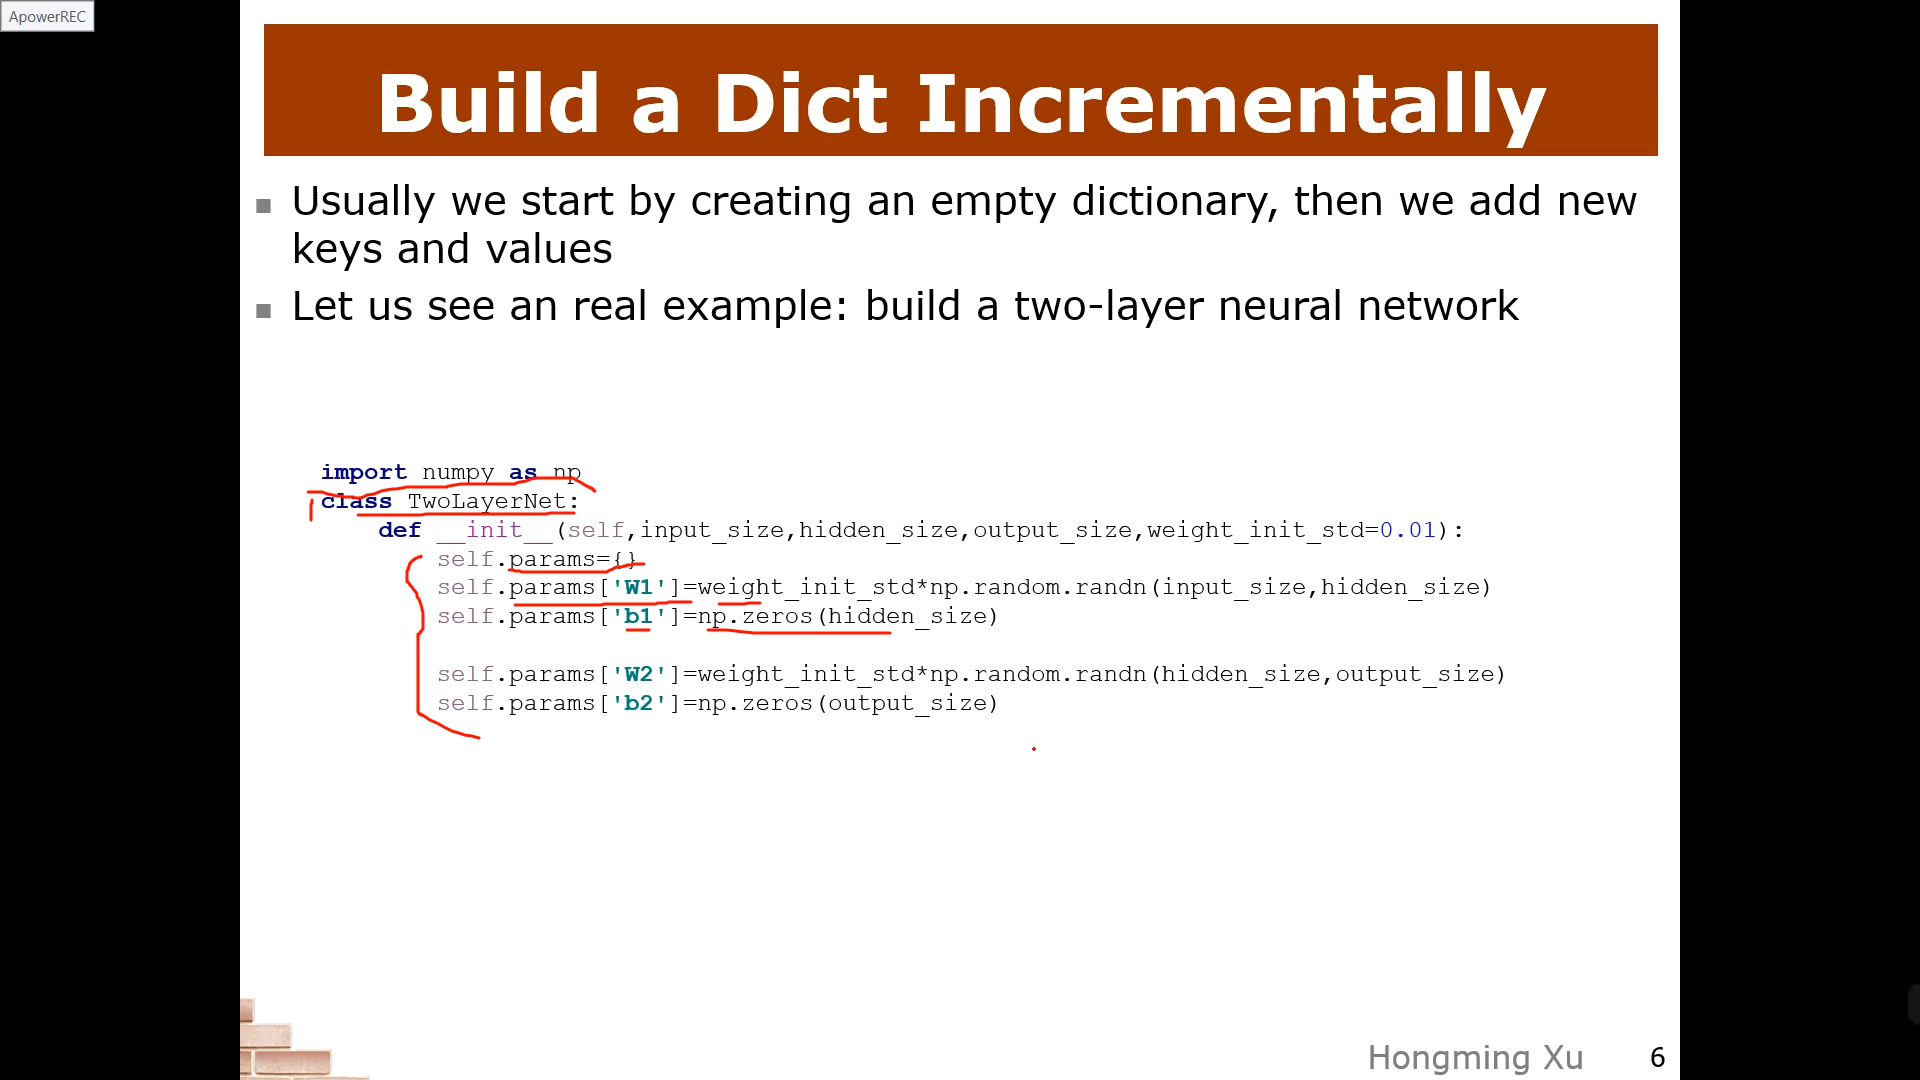 ApowerREC
Build a Dict Incrementally
Usually we start by creating an empty dictionary, then we add new
keys and values
Let us see an real example: build a two-layer neural network
import numpy as np
class TwoLayerNet:
    def __init__(self,input_size,hidden_size,output_size,weight_init_std=0.01):
        self.params={}
        self.params['W1']=weight_init_std*np.random.randn(input_size,hidden_size)
        self.params['b1']=np.zeros(hidden_size)
        self.params['W2']=weight_init_std*np.random.randn(hidden_size,output_size)
        self.params['b2']=np.zeros(output_size)
Hongming Xu 6